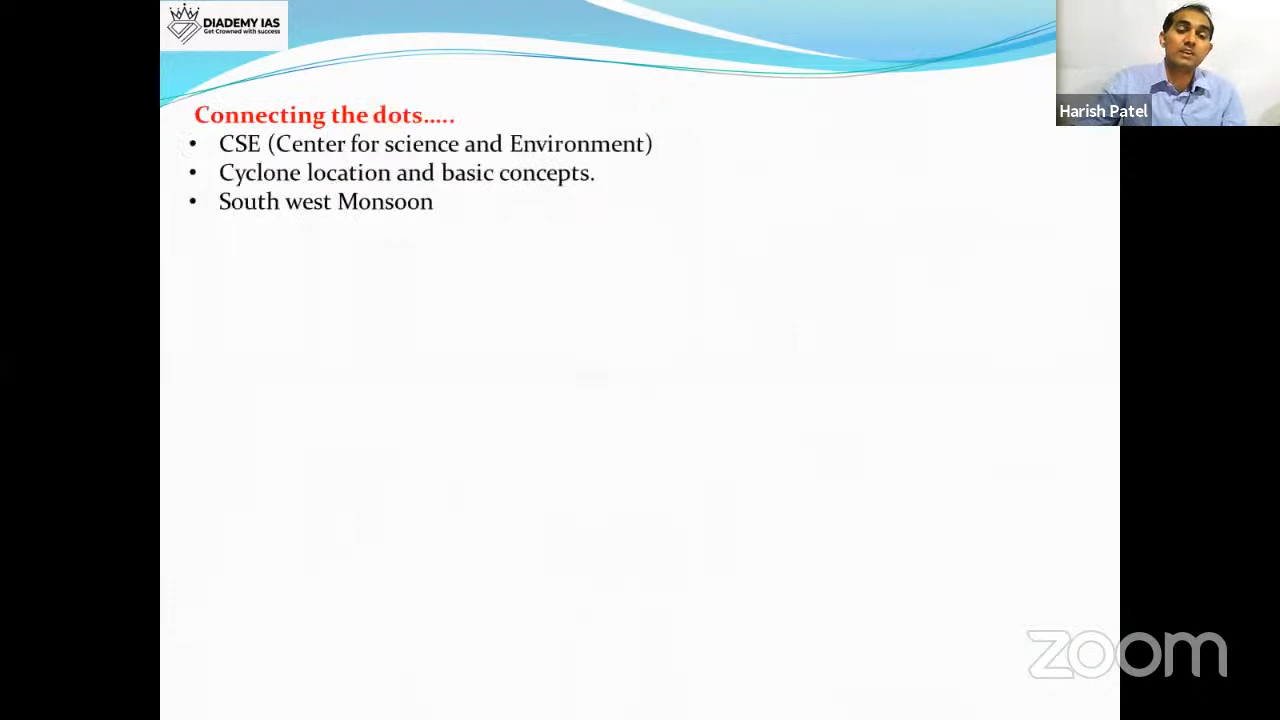 DIADEMY IAS
Get Crowned with success
Harish Patel
Connecting the dots.....
• CSE (Center for science and Environment)
• Cyclone location and basic concepts.
• South west Monsoon
zoom